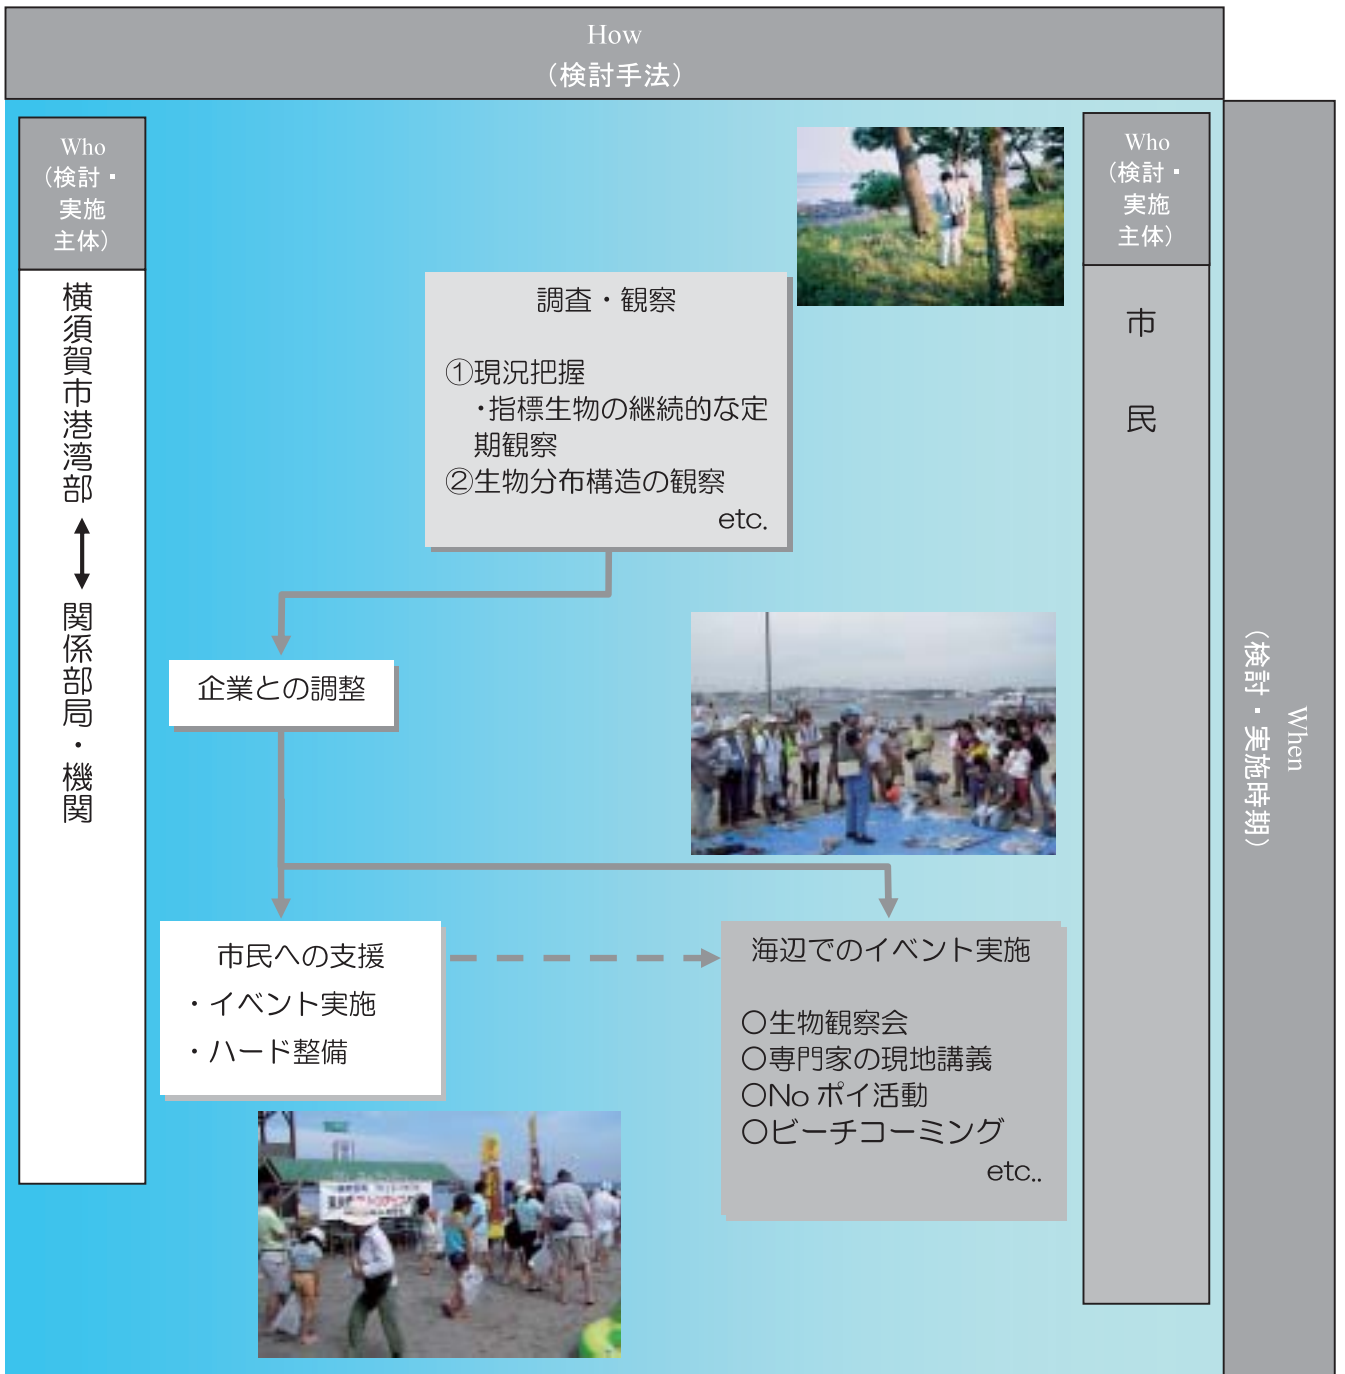 How
（検討手法）
Who
（検討・
実施
主体）
横須賀市港湾部
関係部局・機関
調査・観察
①現況把握
・指標生物の継続的な定
期観察
②生物分布構造の観察
etc.
企業との調整
市民への支援
・イベント実施
・ハード整備
海辺でのイベント実施
○生物観察会
○専門家の現地講義
○No ポイ活動
○ビーチコーミング
etc..
Who
（検討・
実施
主体）
市民
When
（検討・実施時期）